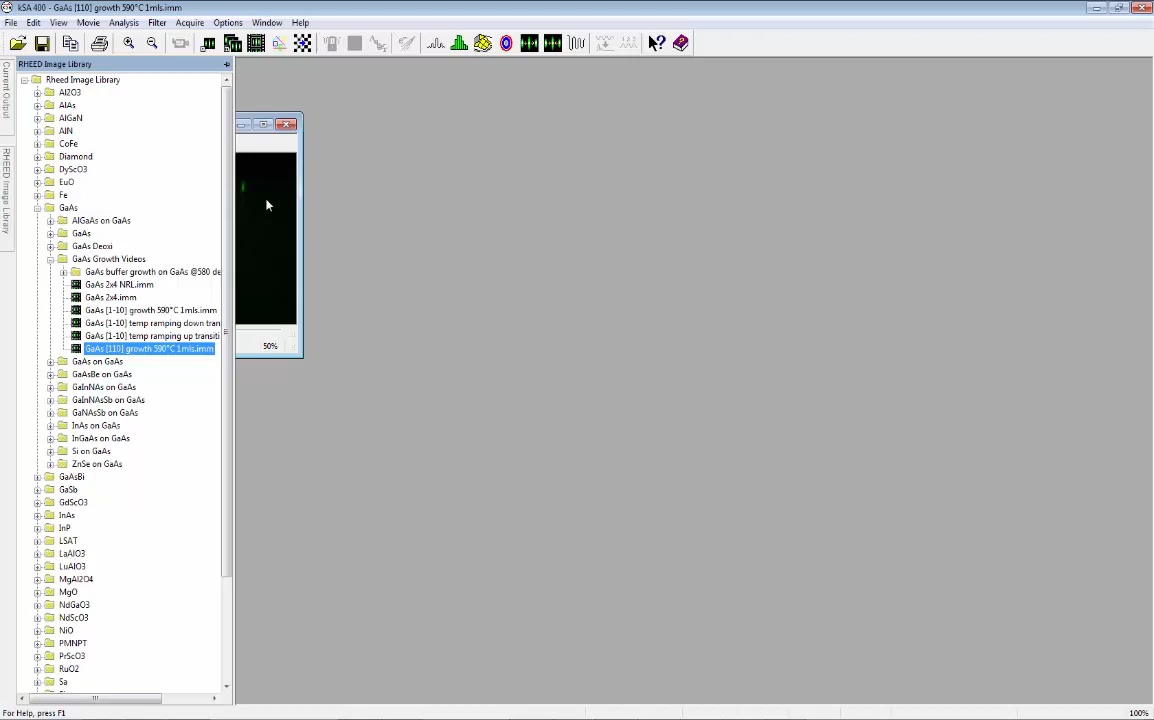 kSA 400 - GaAs [110] growth 590°C 1mls.imm
File Edit View Movie Analysis Filter Acquire Options Window Help
RHEED Image Library
Current Output
RHEED Image Library
Rheed Image Library
Al2O3
AlAs
AlGaN
AlN
CoFe
Diamond
DyScO3
EuO
Fe
GaAs
AlGaAs on GaAs
GaAs
GaAs Deoxi
GaAs Growth Videos
GaAs buffer growth on GaAs @580 de
GaAs 2x4 NRL.imm
GaAs 2x4.imm
GaAs [1-10] growth 590°C 1mls.imm
GaAs [1-10] temp ramping down tran
GaAs [1-10] temp ramping up transiti
GaAs [110] growth 590°C 1mls.imm
GaAs on GaAs
GaAsBe on GaAs
GaInNAs on GaAs
GaInNAsSb on GaAs
GaNAsSb on GaAs
InAs on GaAs
InGaAs on GaAs
Si on GaAs
ZnSe on GaAs
GaAsBi
GaSb
GdScO3
InAs
InP
LSAT
LaAlO3
LuAlO3
MgAl2O4
MgO
NdGaO3
NdScO3
NiO
PMNPT
PrScO3
RuO2
Sa
50%
For Help, press F1
100%